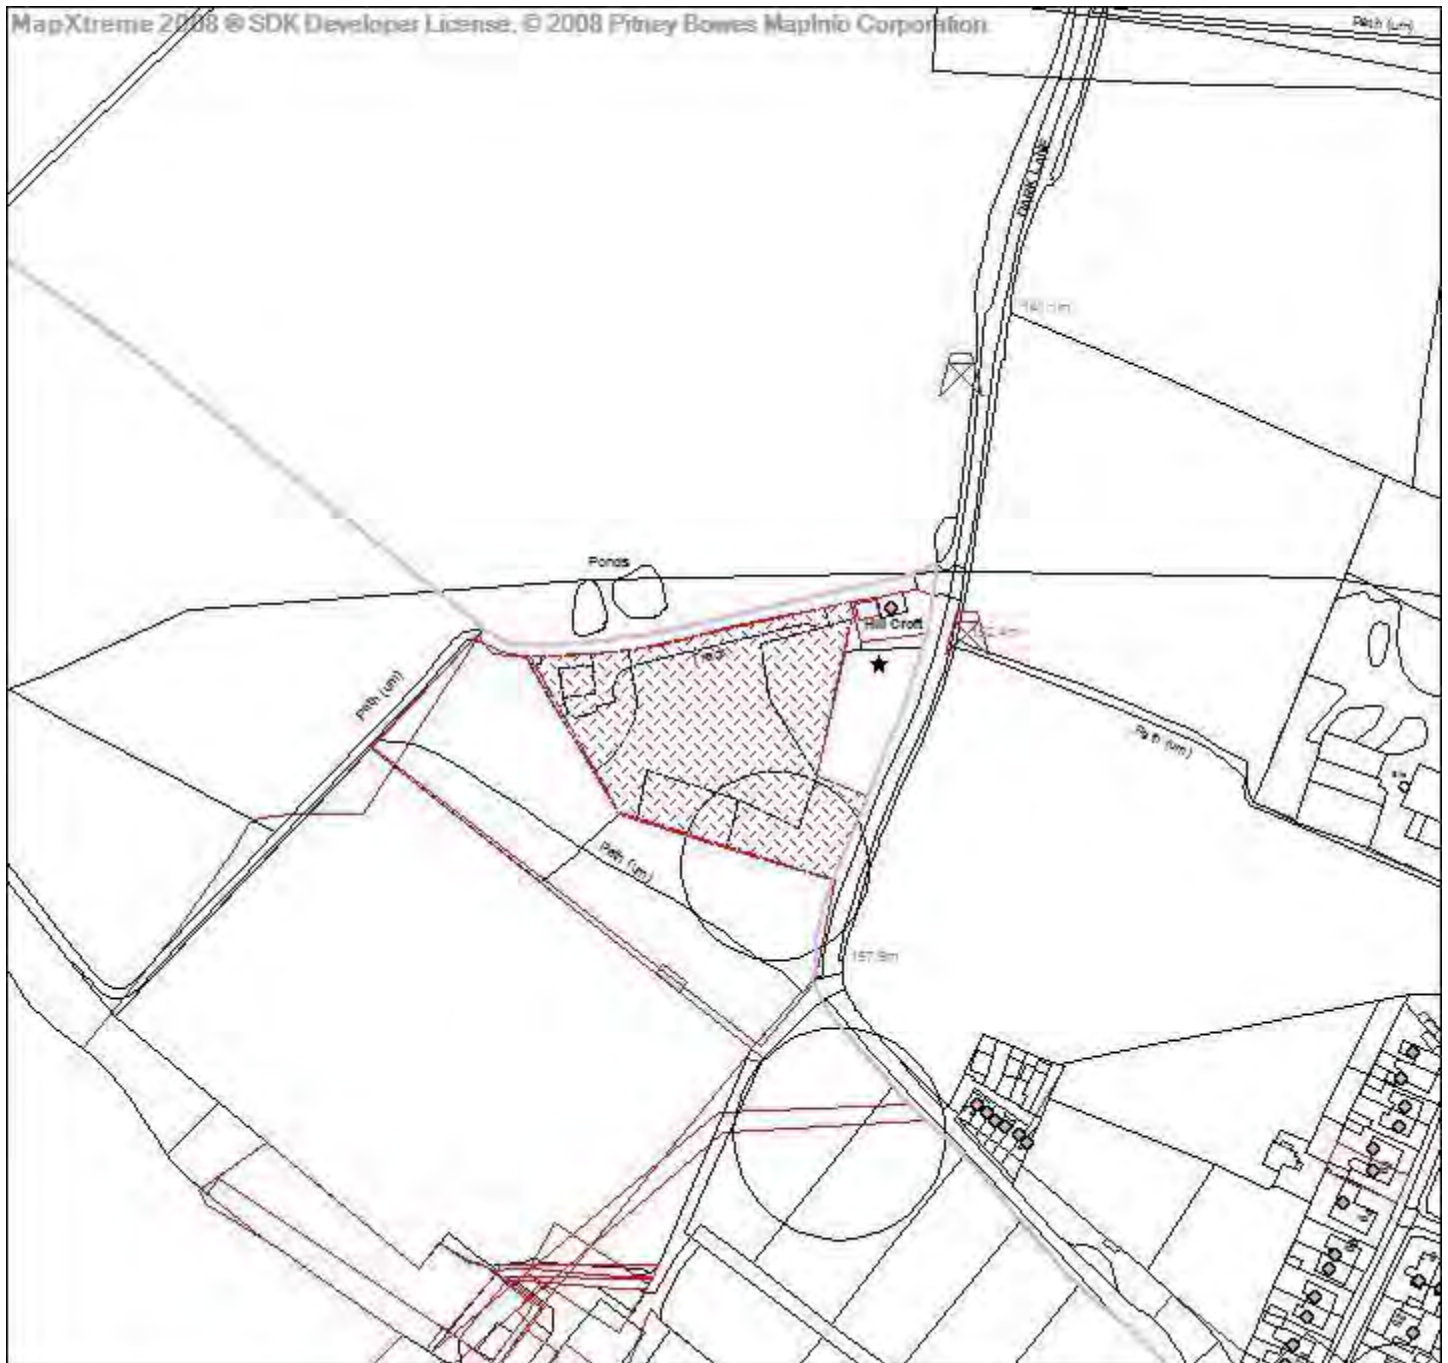 MapXtreme 2008 ® SDK Developer License. © 2008 Pitney Bowes MapInfo Corporation.
Path (um)
DARK LANE
Ponds
Hill Croft
Path (um)
Path (um)
Path (um)
157.9m